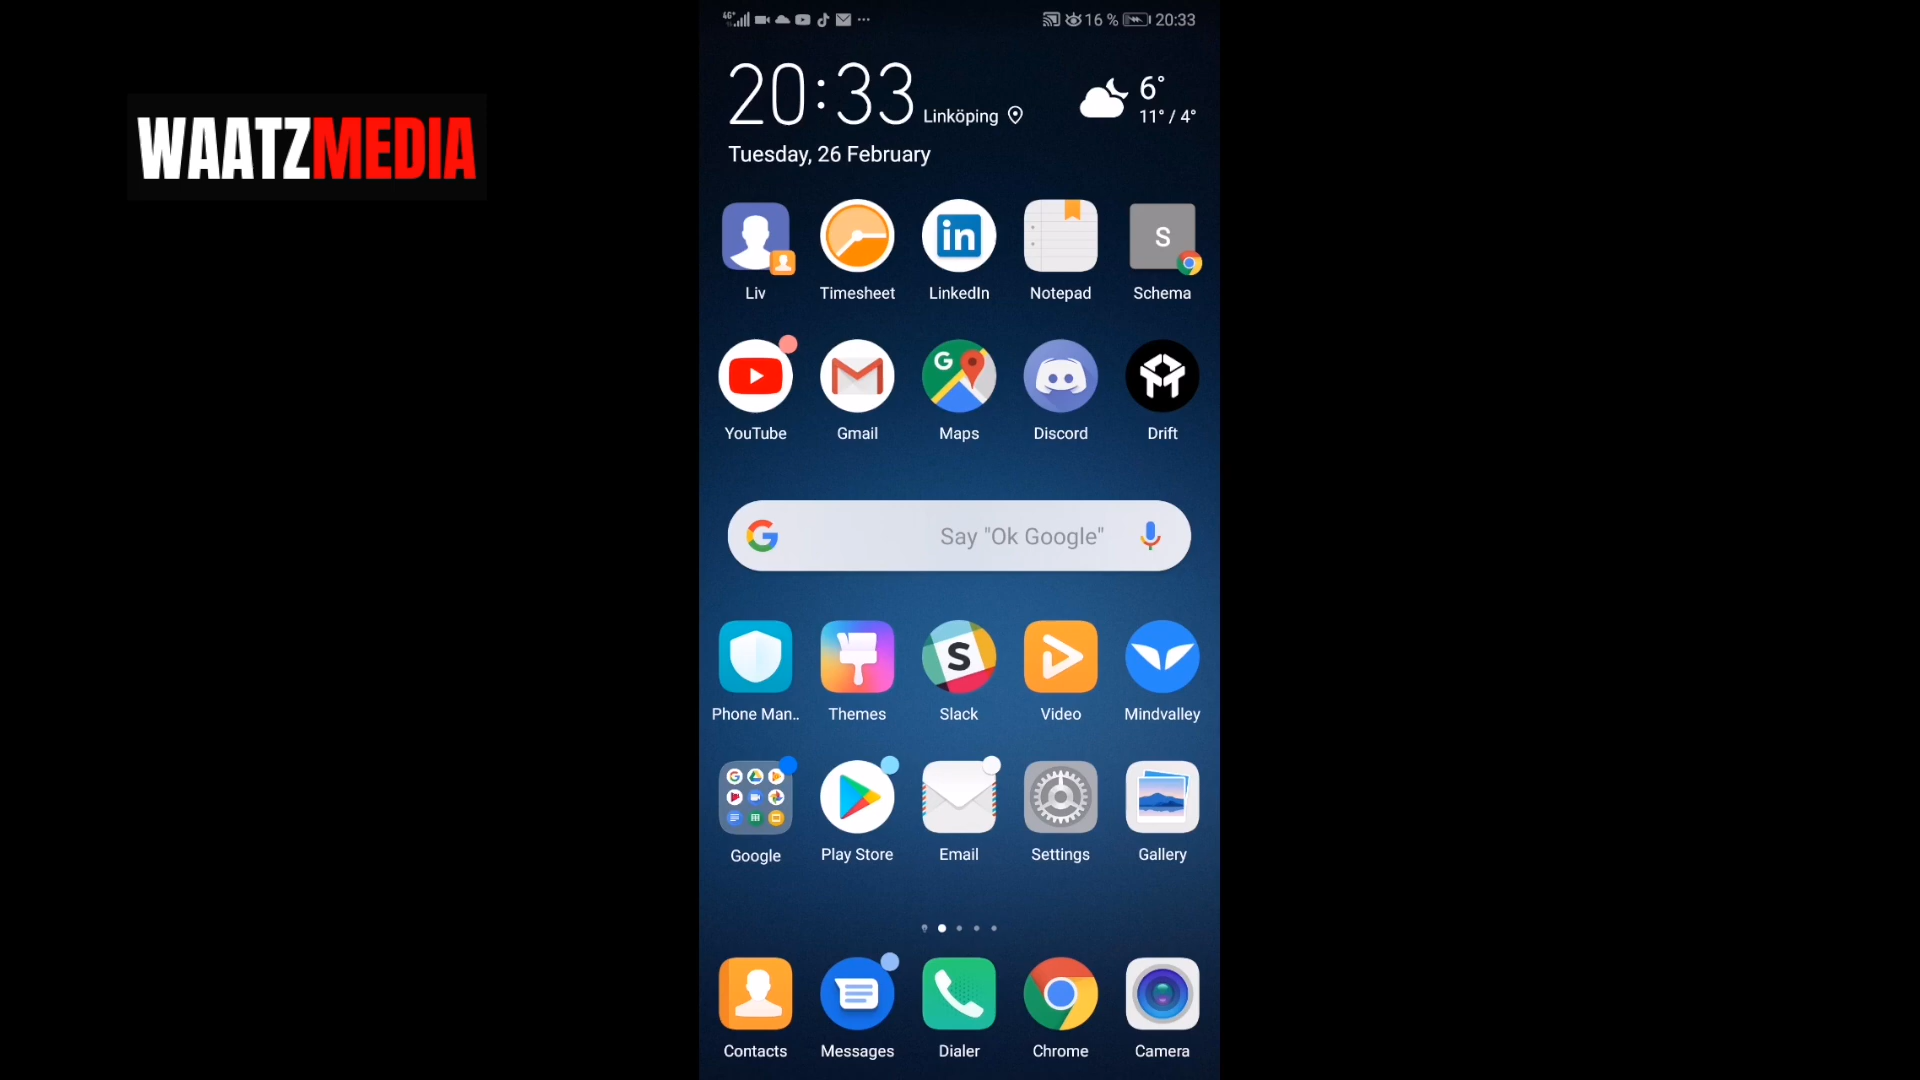 16 % 20:33
WAATZMEDIA
20:33 Linköping 6°
11° / 4°
Tuesday, 26 February
S
Liv Timesheet LinkedIn Notepad Schema
YouTube Gmail Maps Discord Drift
Say "Ok Google"
Phone Man.. Themes Slack Video Mindvalley
Google Play Store Email Settings Gallery
Contacts Messages Dialer Chrome Camera